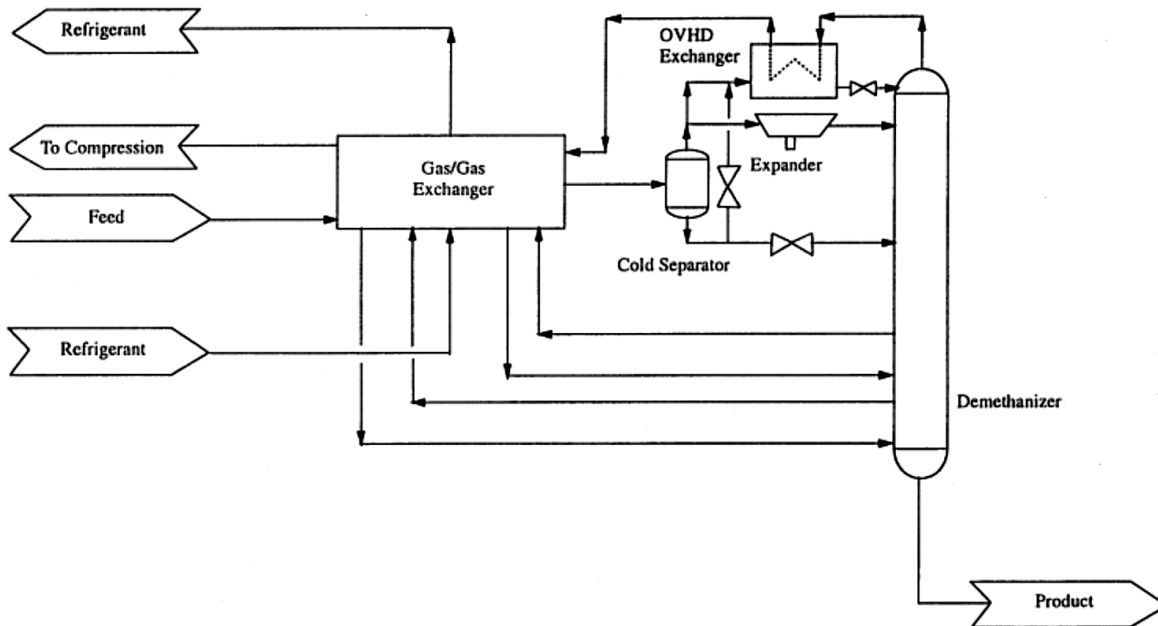 Refrigerant
OVHD
Exchanger
To Compression
Gas/Gas
Exchanger
Expander
Feed
Cold Separator
Refrigerant
Demethanizer
Product